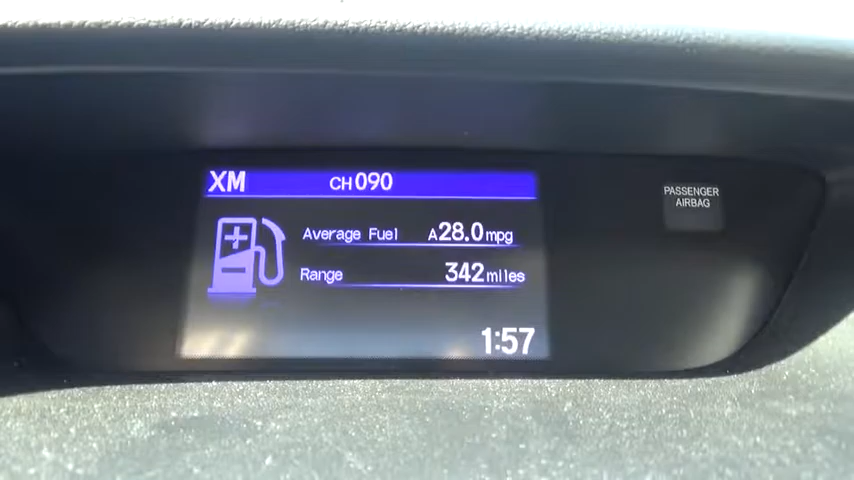 XM CH090
PASSENGER
AIRBAG
Average Fuel A28.0mpg
Range 342miles
1:57